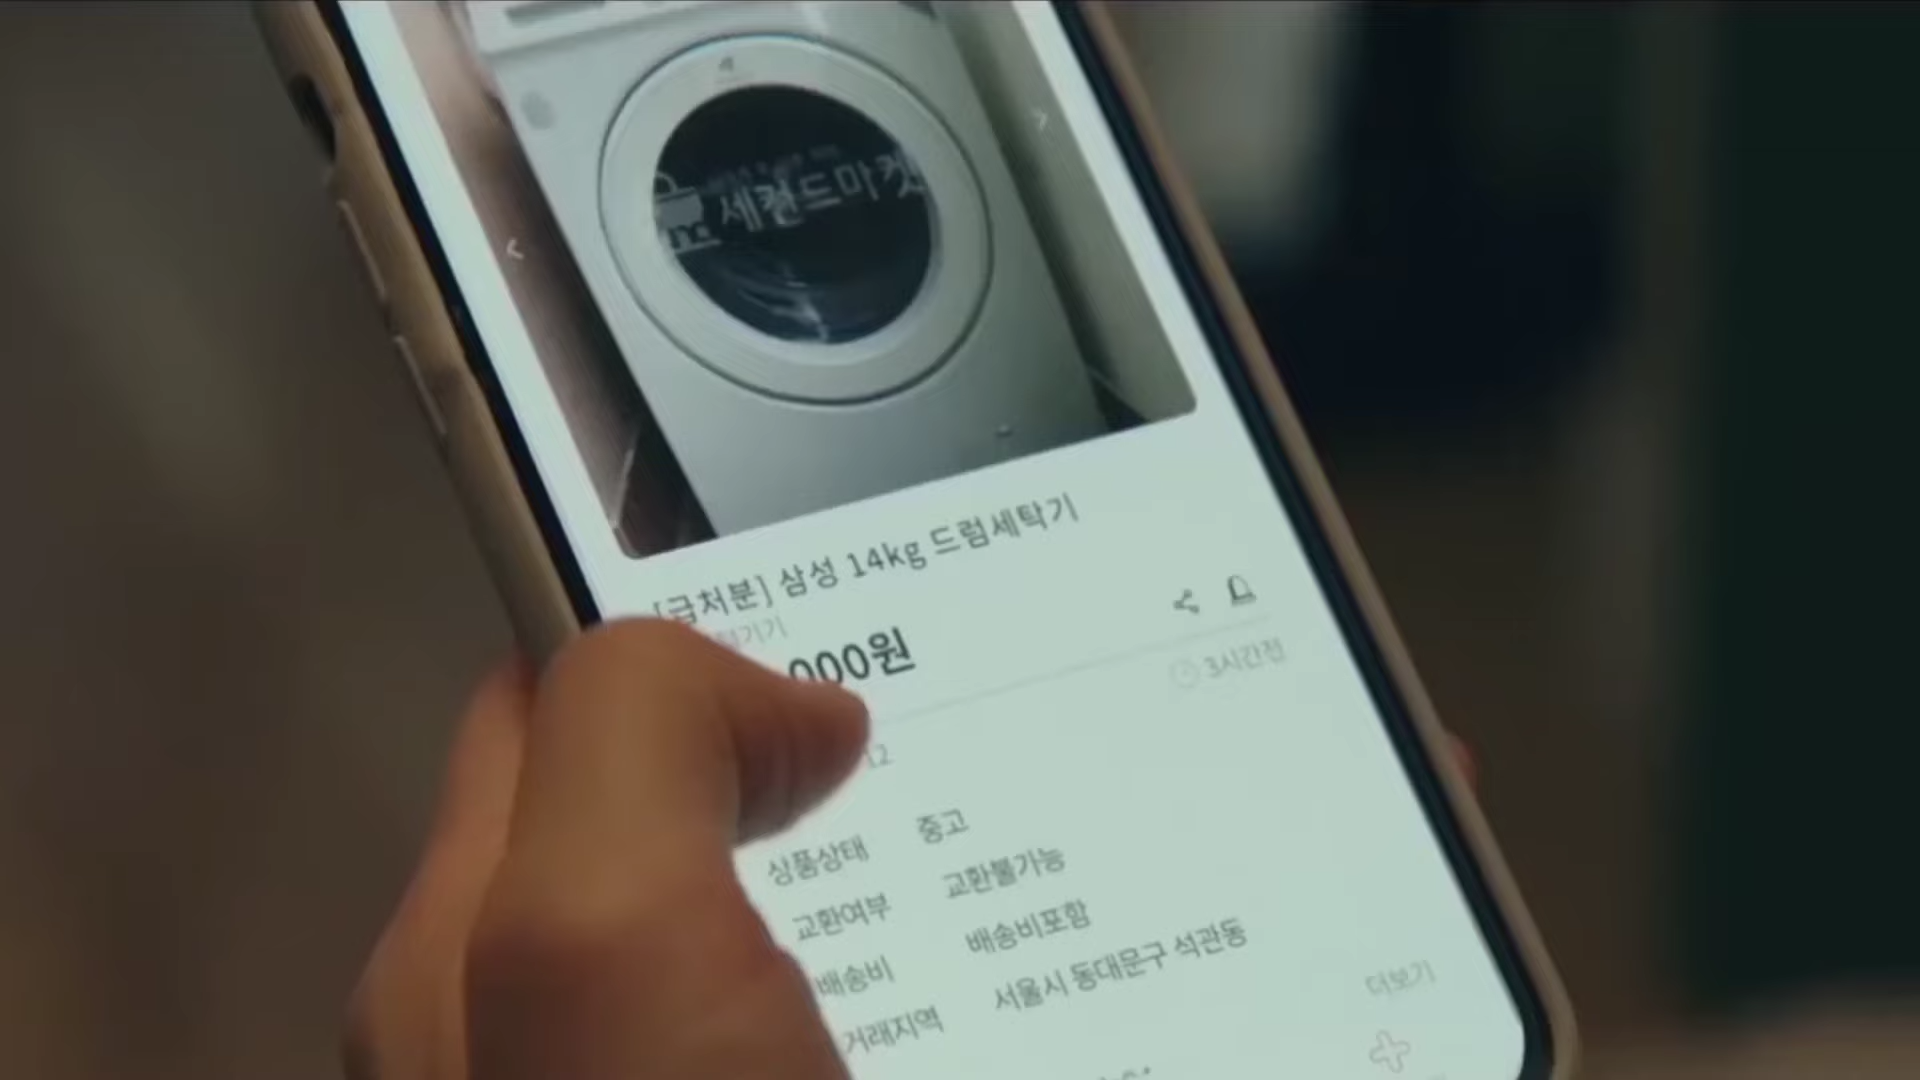 세컨드마켓
[급처분] 삼성 14kg 드럼세탁기
000원
3시간전
12
상품상태 중고
교환여부 교환불가능
배송비 배송비포함
거래지역 서울시 동대문구 석관동
더보기